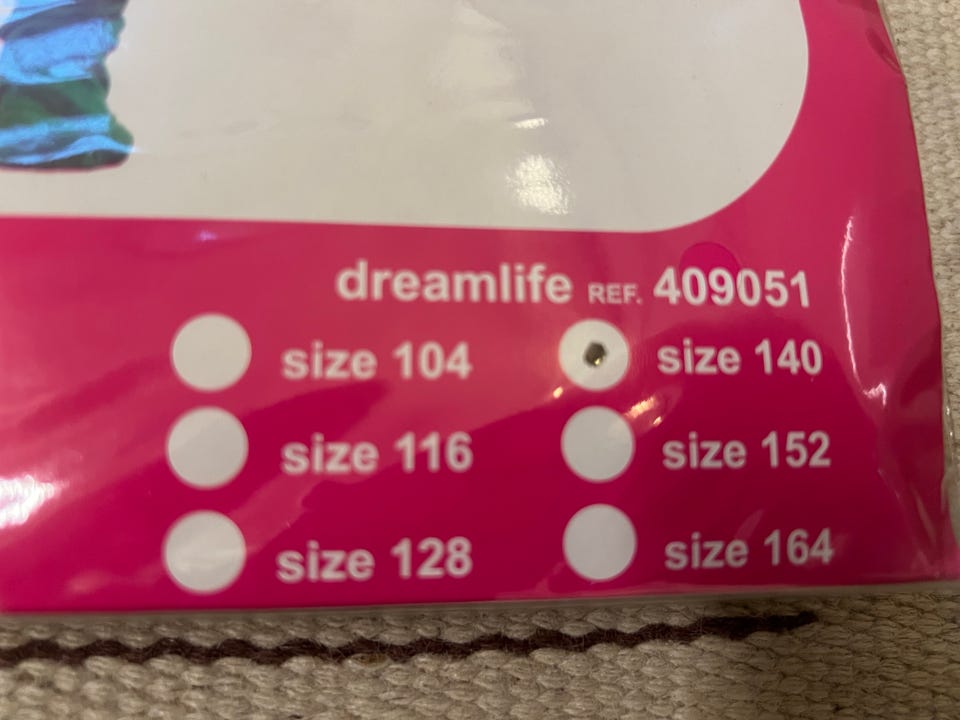 dreamlife REF. 409051
size 104 size 140
size 116 size 152
size 128 size 164